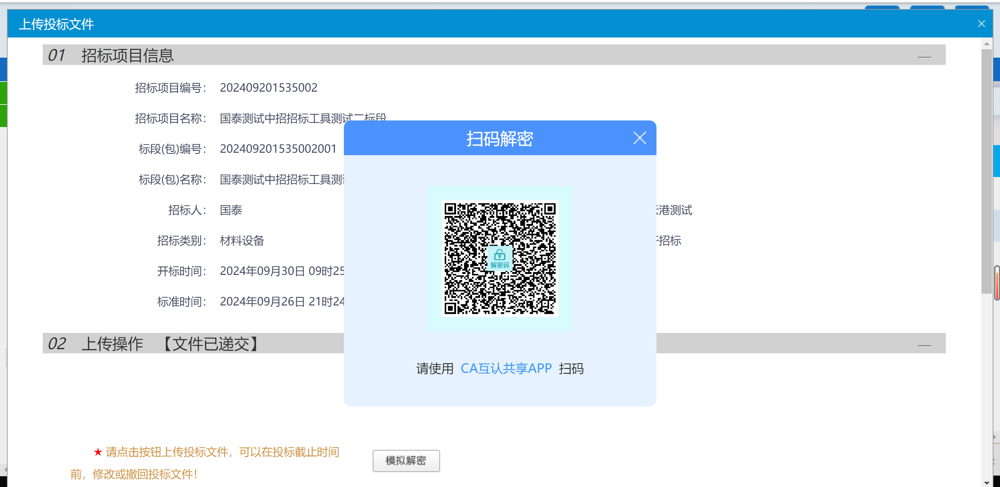 上传投标文件
01 招标项目信息
招标项目编号： 202409201535002
招标项目名称： 国泰测试中招招标工具测试二标段
扫码解密
标段(包)编号： 202409201535002001
标段(包)名称： 国泰测试中招招标工具测
招标人： 国泰
港测试
招标类别： 材料设备
招标
解密码
开标时间： 2024年09月30日 09时25
标准时间： 2024年09月26日 21时24
02 上传操作 【文件已递交】
请使用 CA互认共享APP 扫码
★ 请点击按钮上传投标文件，可以在投标截止时间
前，修改或撤回投标文件！
模拟解密